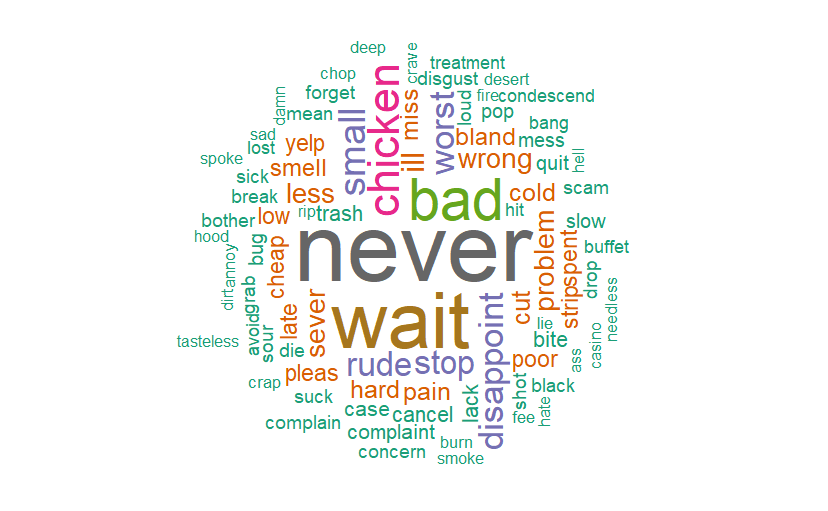 deep
crave
treatment
chop
disgust
desert
chicken
forget
miss
worst
loud
fire
condescend
damn
mean
small
pop
bang
sad
yelp
ill
bland
mess
lost
spoke
smell
wrong
quit
hell
sick
less
bad
cold
scam
break
low
rip
trash
hit
bother
slow
hood
never
problem
spent
buffet
bug
annoy
cheap
drop
dirt
grab
wait
strip
needless
late
sever
cut
lie
avoid
sour
disappoint
bite
casino
tasteless
die
rude
stop
poor
ass
crap
pleas
hard
pain
shot
black
suck
case
cancel
lack
fee
hate
complain
complaint
burn
concern
smoke